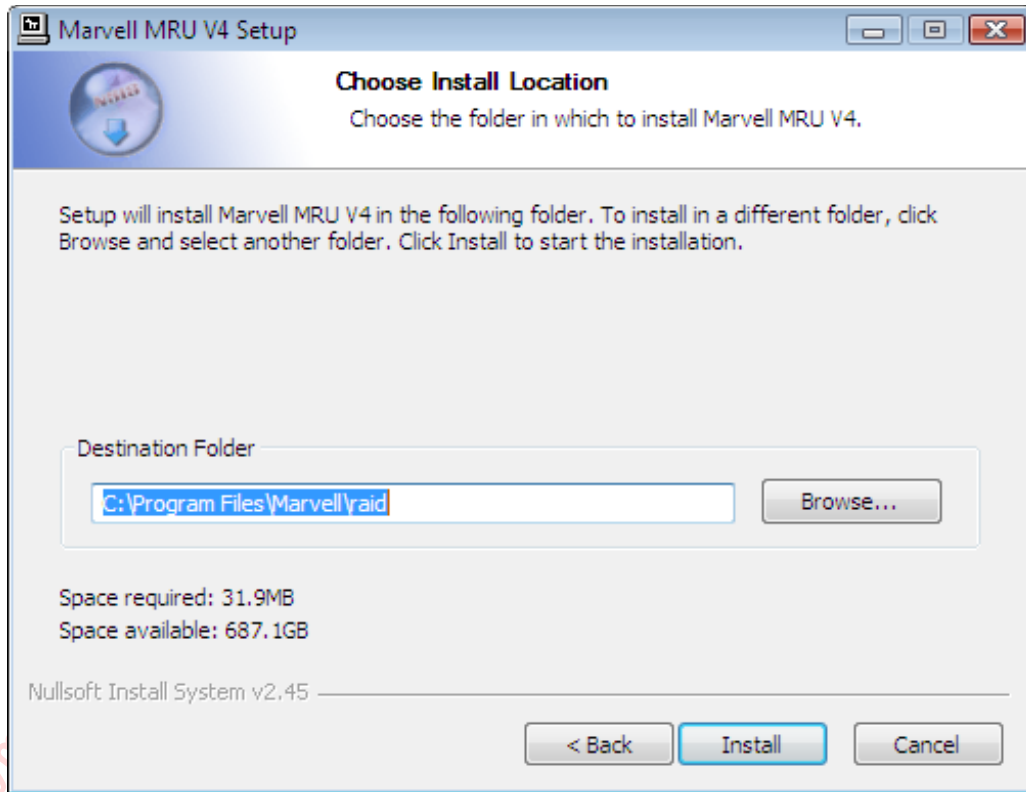 Marvell MRU V4 Setup
Choose Install Location
Choose the folder in which to install Marvell MRU V4.
Setup will install Marvell MRU V4 in the following folder. To install in a different folder, click
Browse and select another folder. Click Install to start the installation.
Destination Folder
C:\Program Files\Marvell\raid
Browse...
Space required: 31.9MB
Space available: 687.1GB
Nullsoft Install System v2.45
< Back
Install
Cancel